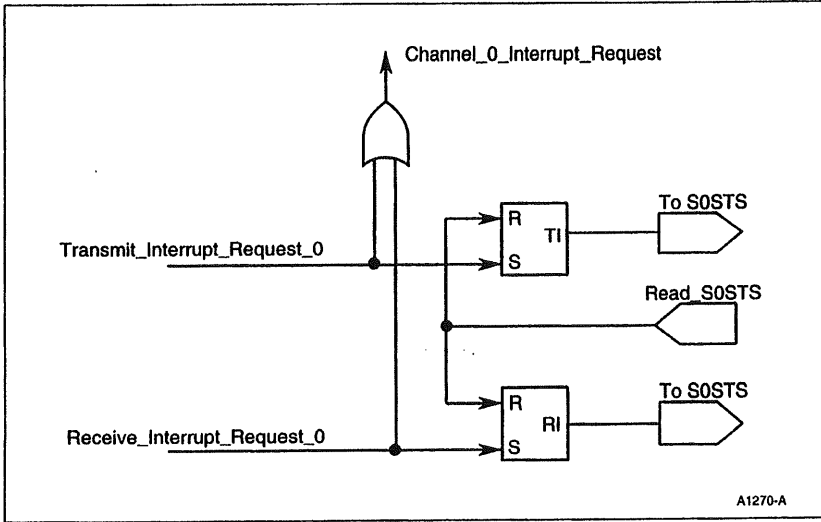 Channel_0_Interrupt_Request
To S0STS
R
TI
Transmit_Interrupt_Request_0
S
Read_S0STS
To S0STS
R
RI
Receive_Interrupt_Request_0
S
A1270-A